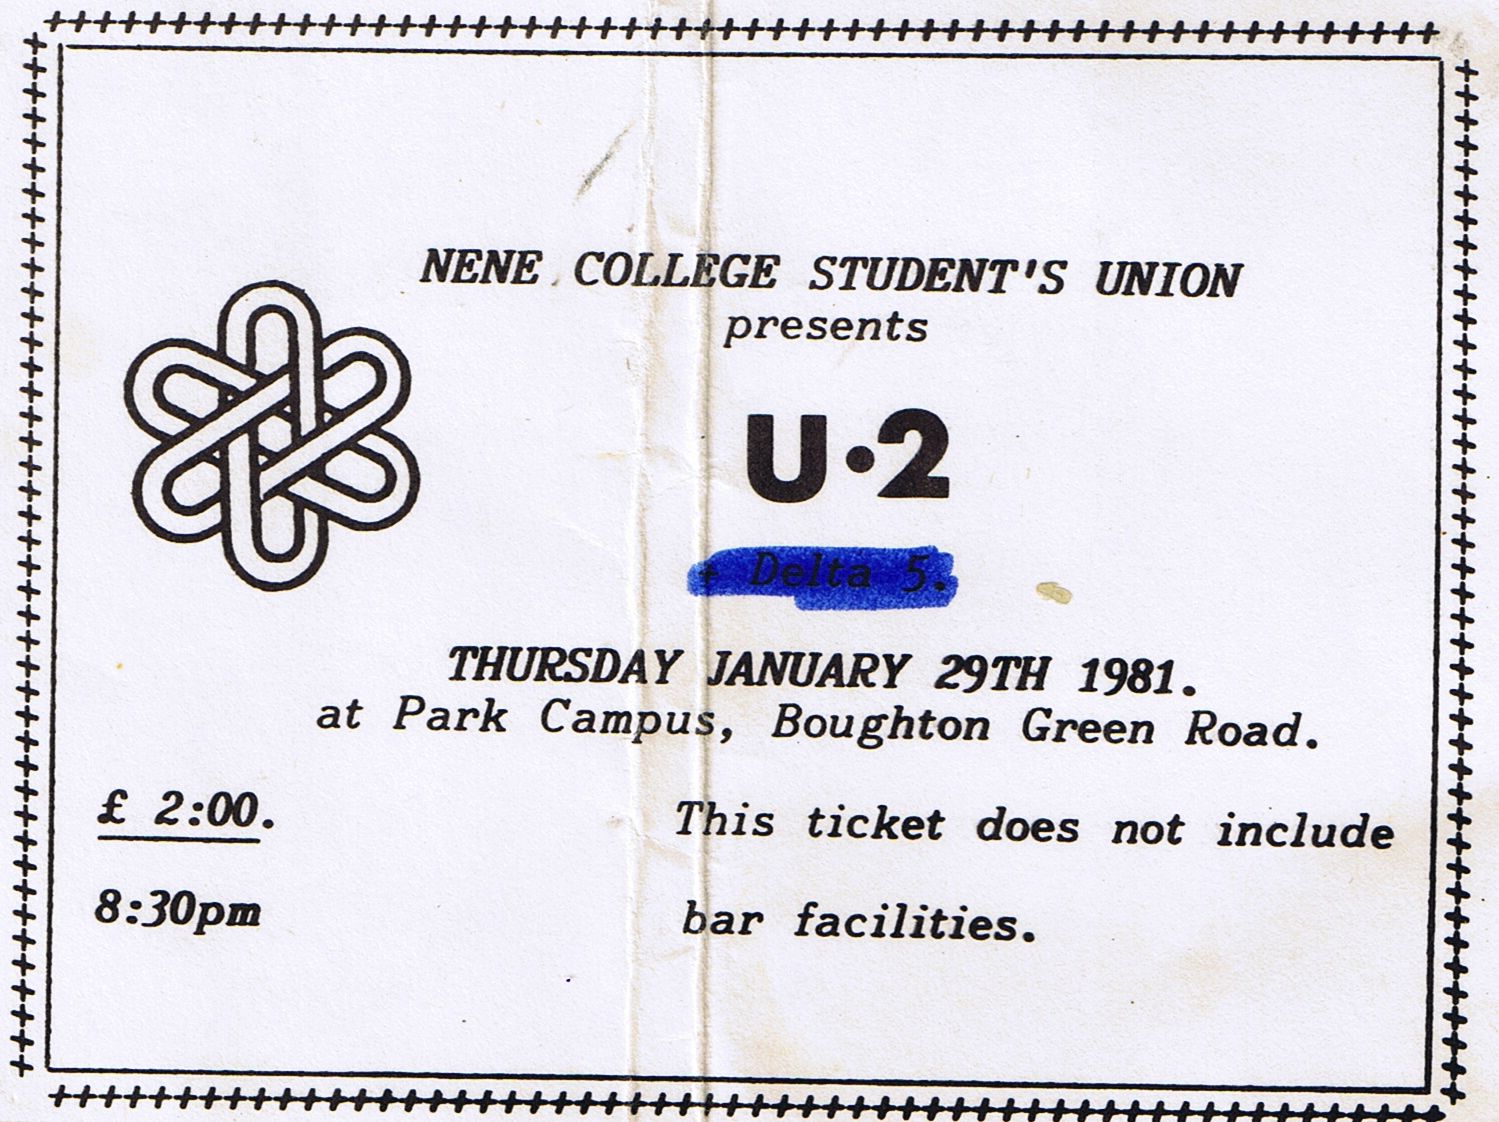 NENE COLLEGE STUDENT'S UNION
presents
U·2
+ Delta 5.
THURSDAY JANUARY 29TH 1981.
at Park Campus, Boughton Green Road.
£ 2:00.
This ticket does not include
8:30pm
bar facilities.